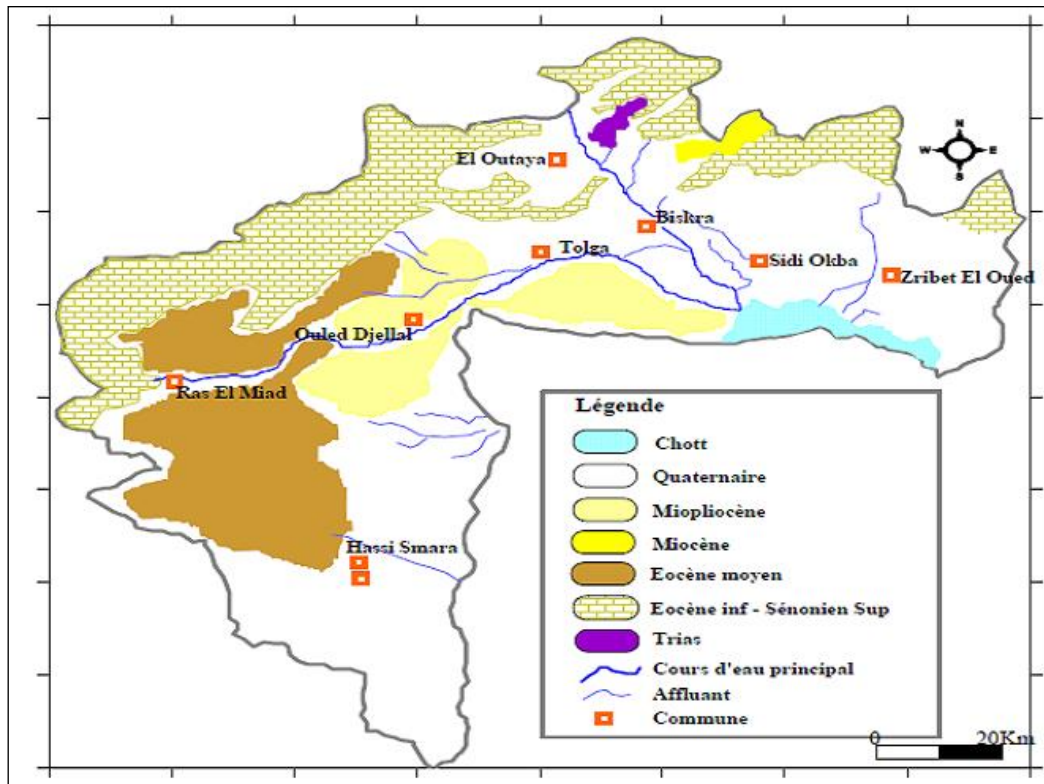 N
W E
S
El Outaya
Biskra
Tolga
Sidi Okba
Zribet El Oued
Ouled Djellal
Ras El Miad
Hassi Smara
Légende
Chott
Quaternaire
Miopliocène
Miocène
Eocène moyen
Eocène inf - Sénonien Sup
Trias
Cours d'eau principal
Affluant
Commune
0 20Km